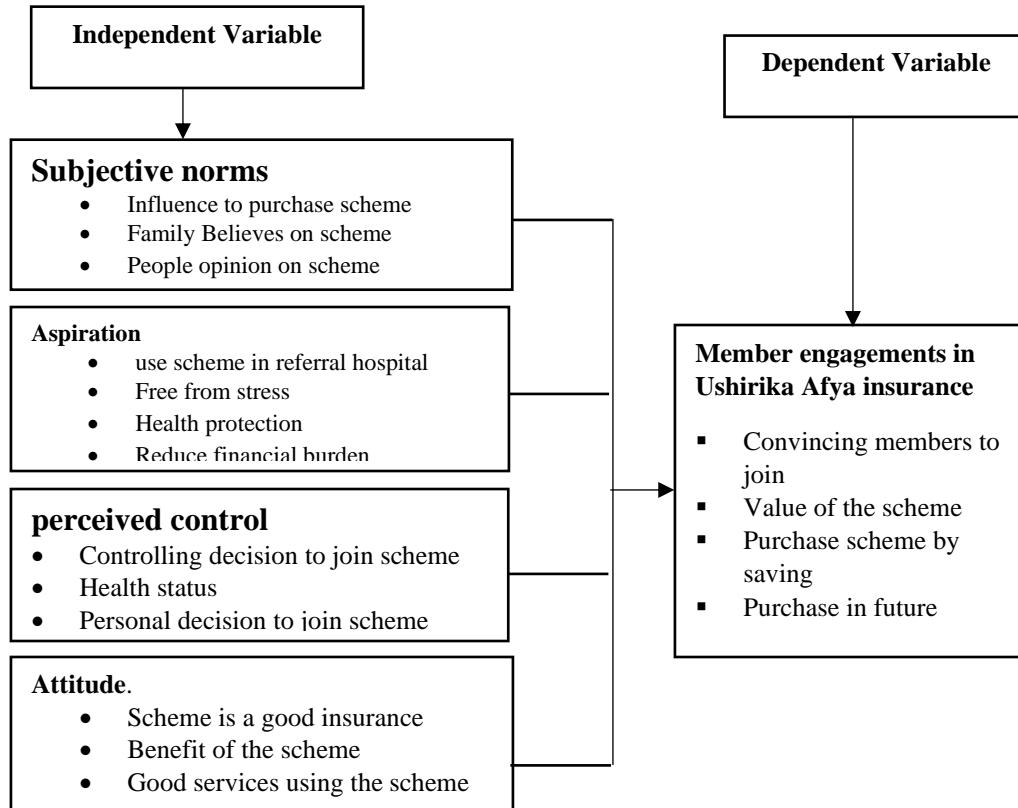 Independent Variable
Dependent Variable
Subjective norms
• Influence to purchase scheme
• Family Believes on scheme
• People opinion on scheme
Aspiration
• use scheme in referral hospital
• Free from stress
• Health protection
• Reduce financial burden
perceived control
• Controlling decision to join scheme
• Health status
• Personal decision to join scheme
Attitude.
• Scheme is a good insurance
• Benefit of the scheme
• Good services using the scheme
Member engagements in
Ushirika Afya insurance
▪ Convincing members to
join
▪ Value of the scheme
▪ Purchase scheme by
saving
▪ Purchase in future